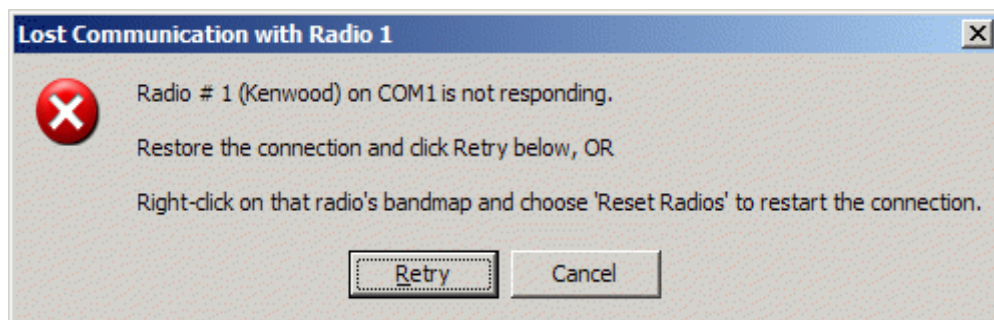 Lost Communication with Radio 1
Radio # 1 (Kenwood) on COM1 is not responding.
Restore the connection and click Retry below, OR
Right-click on that radio's bandmap and choose 'Reset Radios' to restart the connection.
Retry Cancel